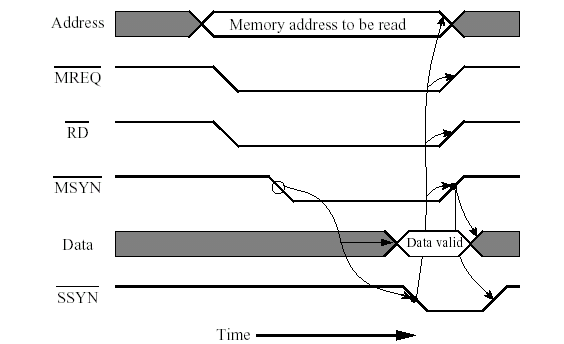 Address
Memory address to be read
MREQ
RD
MSYN
Data
Data valid
SSYN
Time